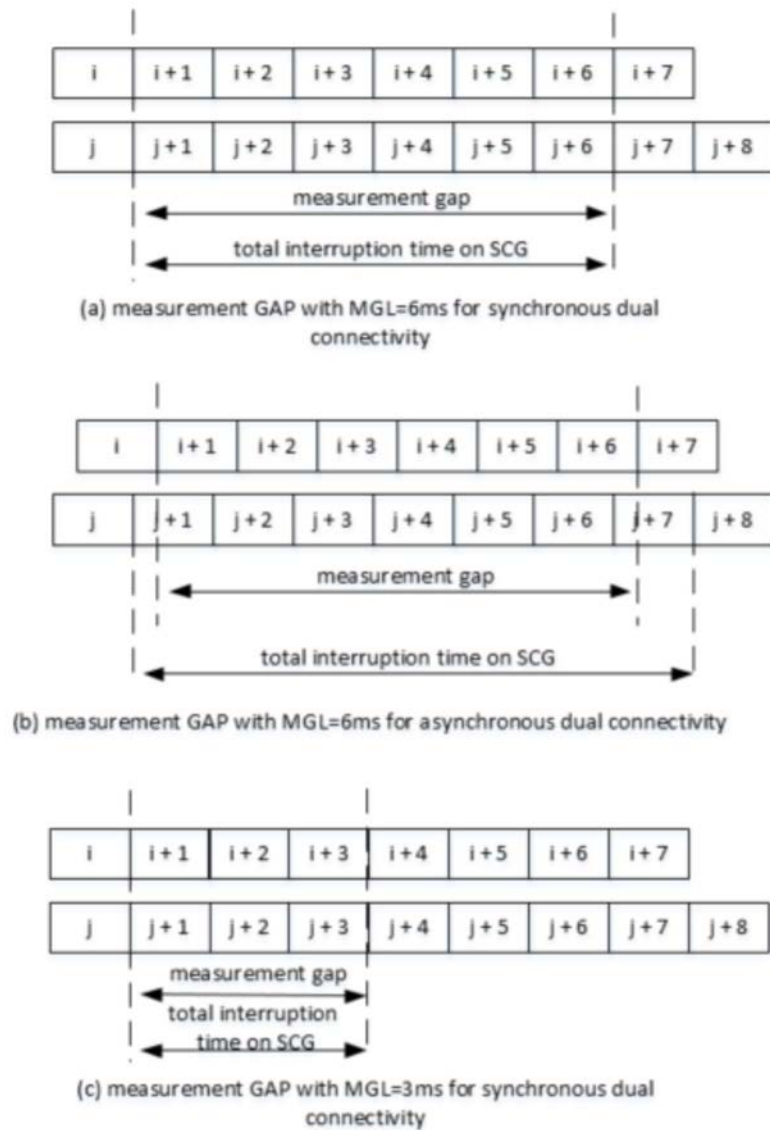 i i + 1 i + 2 i + 3 i + 4 i + 5 i + 6 i + 7
j j + 1 j + 2 j + 3 j + 4 j + 5 j + 6 j + 7 j + 8
measurement gap
total interruption time on SCG
(a) measurement GAP with MGL=6ms for synchronous dual
connectivity
i i + 1 i + 2 i + 3 i + 4 i + 5 i + 6 i + 7
j j + 1 j + 2 j + 3 j + 4 j + 5 j + 6 j + 7 j + 8
measurement gap
total interruption time on SCG
(b) measurement GAP with MGL=6ms for asynchronous dual connectivity
i i + 1 i + 2 i + 3 i + 4 i + 5 i + 6 i + 7
j j + 1 j + 2 j + 3 j + 4 j + 5 j + 6 j + 7 j + 8
measurement gap
total interruption
time on SCG
(c) measurement GAP with MGL=3ms for synchronous dual
connectivity